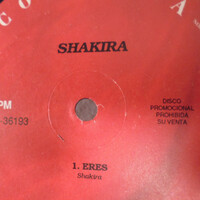 C O
A
SHAKIRA
PM
-36193
DISCO
PROMOCIONAL
PROHIBIDA
SU VENTA
1. ERES
Shakira